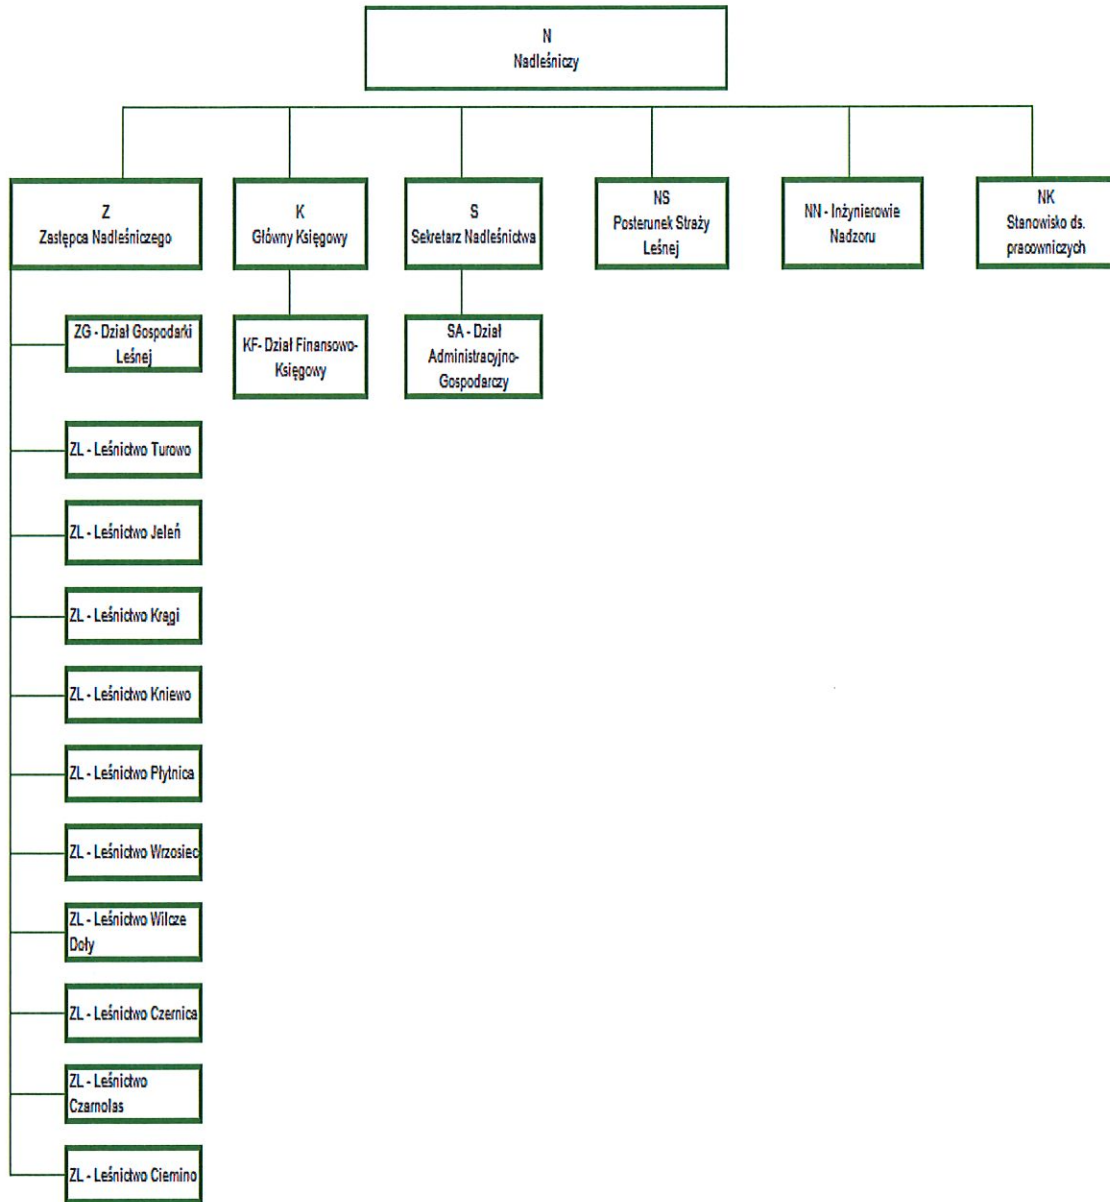 N
Nadleśniczy
Z
Zastępca Nadleśniczego
K
Główny Księgowy
S
Sekretarz Nadleśnictwa
NS
Posterunek Straży
Leśnej
NN - Inżynierowie
Nadzoru
NK
Stanowisko ds.
pracowniczych
ZG - Dział Gospodarki
Leśnej
KF- Dział Finansowo-
Księgowy
SA - Dział
Administracyjno-
Gospodarczy
ZL - Leśnictwo Turowo
ZL - Leśnictwo Jeleń
ZL - Leśnictwo Krągi
ZL - Leśnictwo Kniewo
ZL - Leśnictwo Płytnica
ZL - Leśnictwo Wrzosiec
ZL - Leśnictwo Wilcze
Doły
ZL - Leśnictwo Czernica
ZL - Leśnictwo
Czarnolas
ZL - Leśnictwo Ciemino